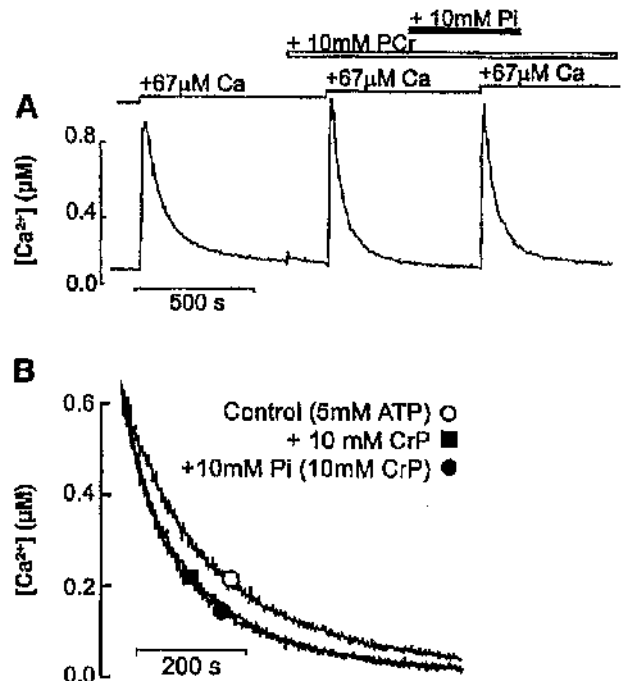 + 10mM Pi
+ 10mM PCr
+67µM Ca
+67µM Ca
+67µM Ca
A
0.8
0.4
0.0
[Ca²⁺] (µM)
500 s
B
0.6
0.4
0.2
0.0
[Ca²⁺] (µM)
Control (5mM ATP)
+ 10 mM CrP
+10mM Pi (10mM CrP)
200 s